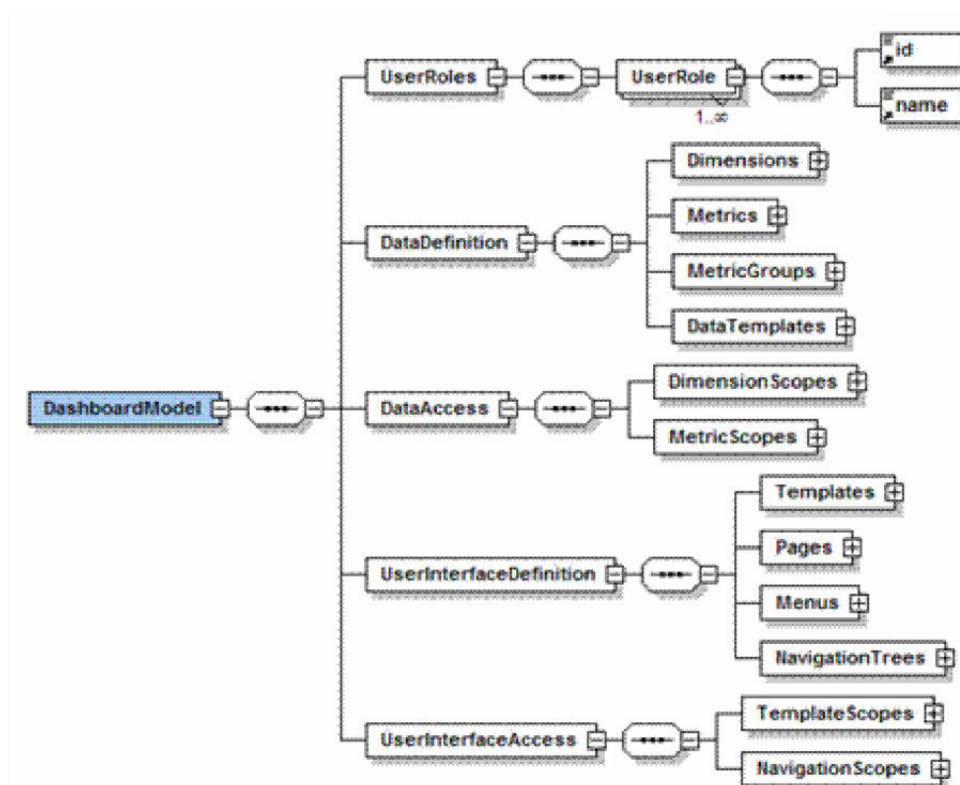 id
UserRoles
UserRole
1..∞
name
Dimensions
Metrics
DataDefinition
MetricGroups
DataTemplates
DimensionScopes
DashboardModel
DataAccess
MetricScopes
Templates
Pages
UserInterfaceDefinition
Menus
NavigationTrees
TemplateScopes
UserInterfaceAccess
NavigationScopes